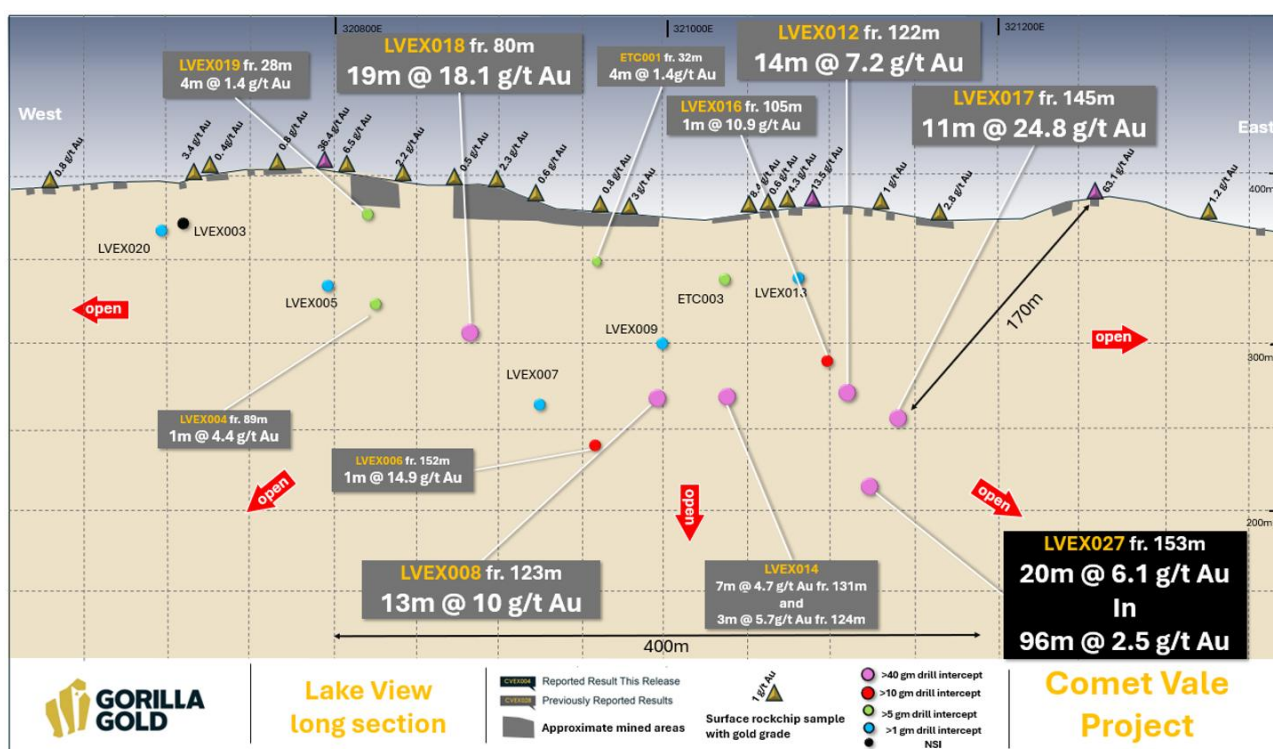 320800E
321000E
321200E
LVEX018 fr. 80m
19m @ 18.1 g/t Au
LVEX012 fr. 122m
14m @ 7.2 g/t Au
LVEX019 fr. 28m
4m @ 1.4 g/t Au
ETC001 fr. 32m
4m @ 1.4g/t Au
LVEX016 fr. 105m
1m @ 10.9 g/t Au
LVEX017 fr. 145m
11m @ 24.8 g/t Au
West
East
0.8 g/t Au
3.4 g/t Au
0.4g/t Au
0.8 g/t Au
36.4 g/t Au
6.5 g/t Au
2.2 g/t Au
0.5 g/t Au
2.3 g/t Au
0.6 g/t Au
0.8 g/t Au
3 g/t Au
8.4 g/t Au
0.6 g/t Au
4.3 g/t Au
13.5 g/t Au
1 g/t Au
2.8 g/t Au
63.1 g/t Au
1.2 g/t Au
400m
LVEX020
LVEX003
LVEX005
ETC003
LVEX013
170m
open
open
LVEX009
300m
LVEX007
LVEX004 fr. 89m
1m @ 4.4 g/t Au
LVEX006 fr. 152m
1m @ 14.9 g/t Au
open
open
open
200m
LVEX008 fr. 123m
13m @ 10 g/t Au
LVEX014
7m @ 4.7 g/t Au fr. 131m
and
3m @ 5.7g/t Au fr. 124m
LVEX027 fr. 153m
20m @ 6.1 g/t Au
In
96m @ 2.5 g/t Au
400m
GORILLA
GOLD
Lake View
long section
CVEX004 Reported Result This Release
CVEX028 Previously Reported Results
Approximate mined areas
1 g/t Au
Surface rockchip sample
with gold grade
>40 gm drill intercept
>10 gm drill intercept
>5 gm drill intercept
>1 gm drill intercept
NSI
Comet Vale
Project